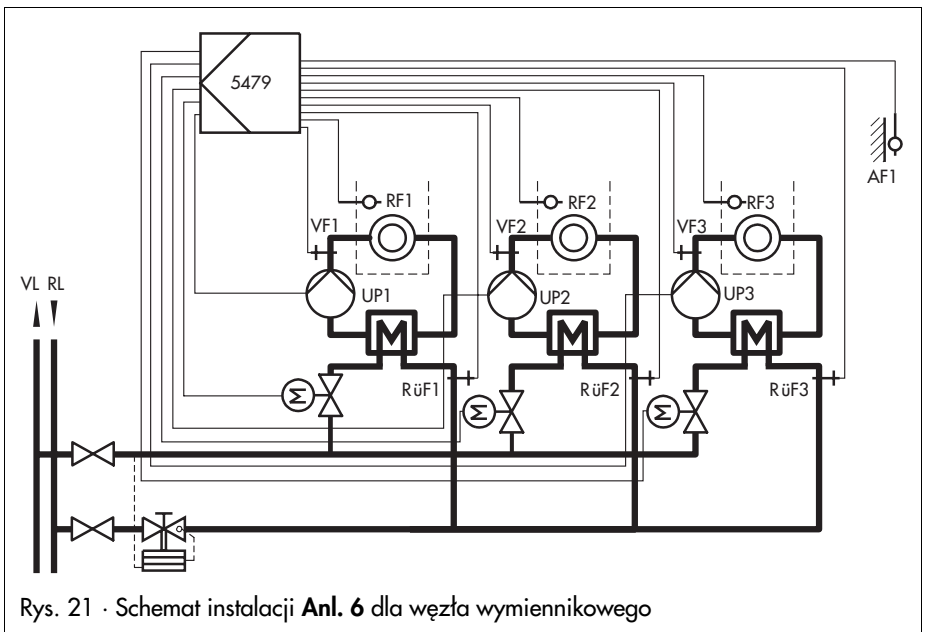 5479
AF1
RF1
RF2
RF3
VF1
VF2
VF3
VL RL
UP1
UP2
UP3
RüF1
RüF2
RüF3
Rys. 21 · Schemat instalacji Anl. 6 dla węzła wymiennikowego